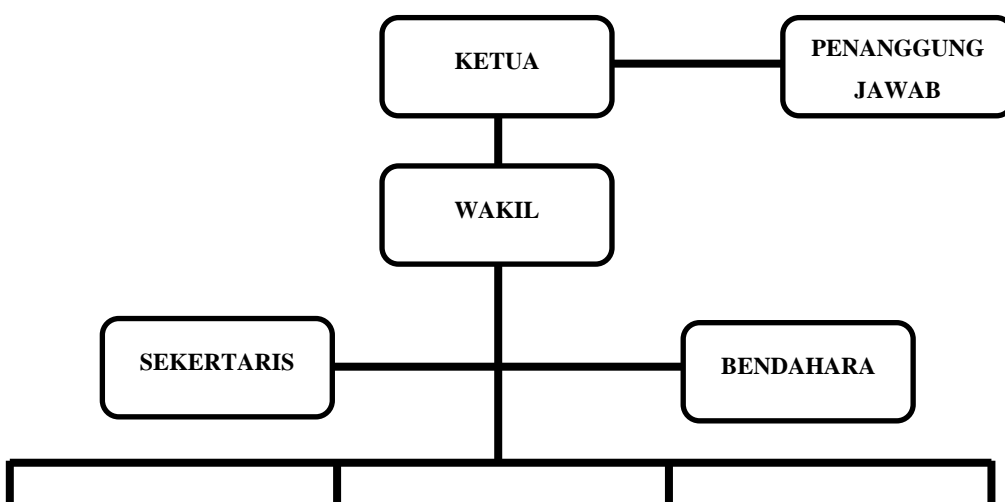 KETUA
PENANGGUNG
JAWAB
WAKIL
SEKERTARIS
BENDAHARA